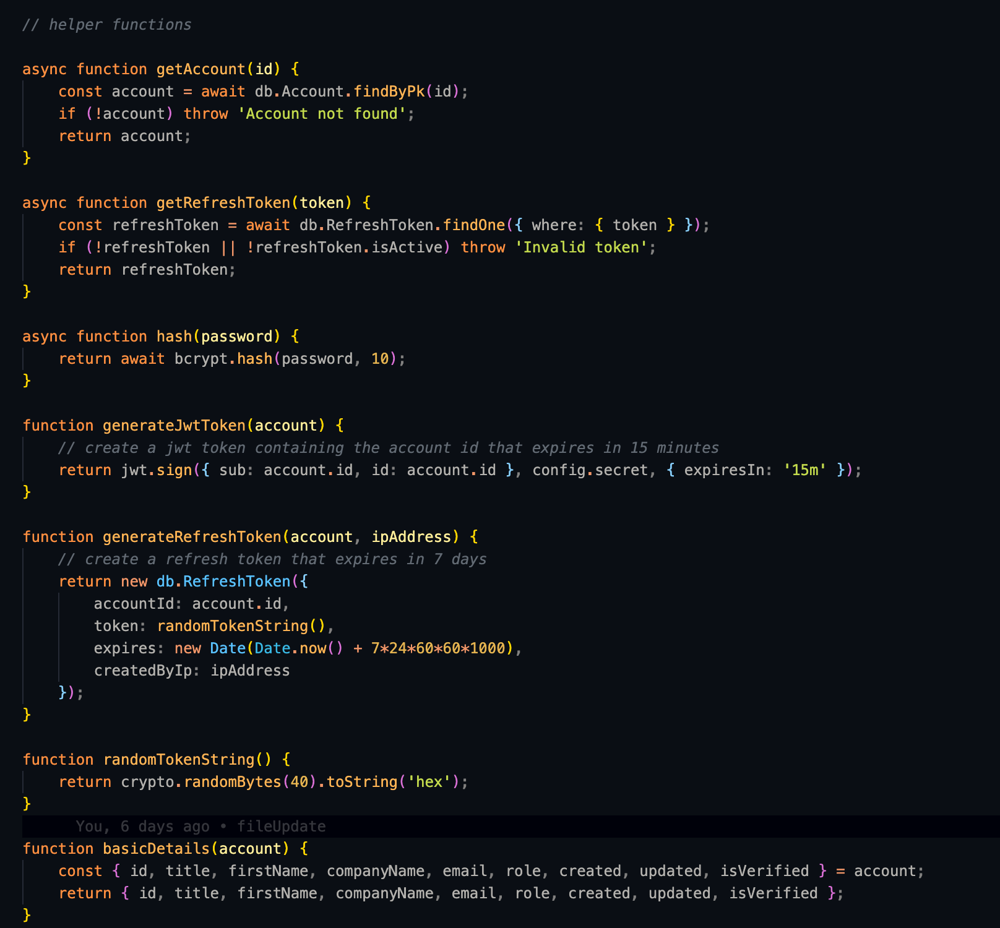 // helper functions
async function getAccount(id) {
    const account = await db.Account.findByPk(id);
    if (!account) throw 'Account not found';
    return account;
}
async function getRefreshToken(token) {
    const refreshToken = await db.RefreshToken.findOne({ where: { token } });
    if (!refreshToken || !refreshToken.isActive) throw 'Invalid token';
    return refreshToken;
}
async function hash(password) {
    return await bcrypt.hash(password, 10);
}
function generateJwtToken(account) {
    // create a jwt token containing the account id that expires in 15 minutes
    return jwt.sign({ sub: account.id, id: account.id }, config.secret, { expiresIn: '15m' });
}
function generateRefreshToken(account, ipAddress) {
    // create a refresh token that expires in 7 days
    return new db.RefreshToken({
        accountId: account.id,
        token: randomTokenString(),
        expires: new Date(Date.now() + 7*24*60*60*1000),
        createdByIp: ipAddress
    });
}
function randomTokenString() {
    return crypto.randomBytes(40).toString('hex');
}
You, 6 days ago • fileUpdate
function basicDetails(account) {
    const { id, title, firstName, companyName, email, role, created, updated, isVerified } = account;
    return { id, title, firstName, companyName, email, role, created, updated, isVerified };
}